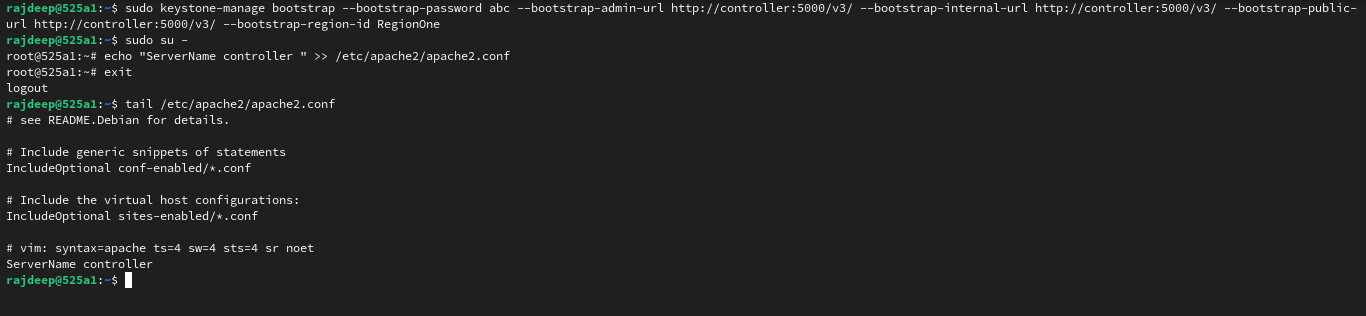 rajdeep@525a1:~$ sudo keystone-manage bootstrap --bootstrap-password abc --bootstrap-admin-url http://controller:5000/v3/ --bootstrap-internal-url http://controller:5000/v3/ --bootstrap-public-
url http://controller:5000/v3/ --bootstrap-region-id RegionOne
rajdeep@525a1:~$ sudo su -
root@525a1:~# echo "ServerName controller " >> /etc/apache2/apache2.conf
root@525a1:~# exit
logout
rajdeep@525a1:~$ tail /etc/apache2/apache2.conf
# see README.Debian for details.

# Include generic snippets of statements
IncludeOptional conf-enabled/*.conf

# Include the virtual host configurations:
IncludeOptional sites-enabled/*.conf

# vim: syntax=apache ts=4 sw=4 sts=4 sr noet
ServerName controller
rajdeep@525a1:~$